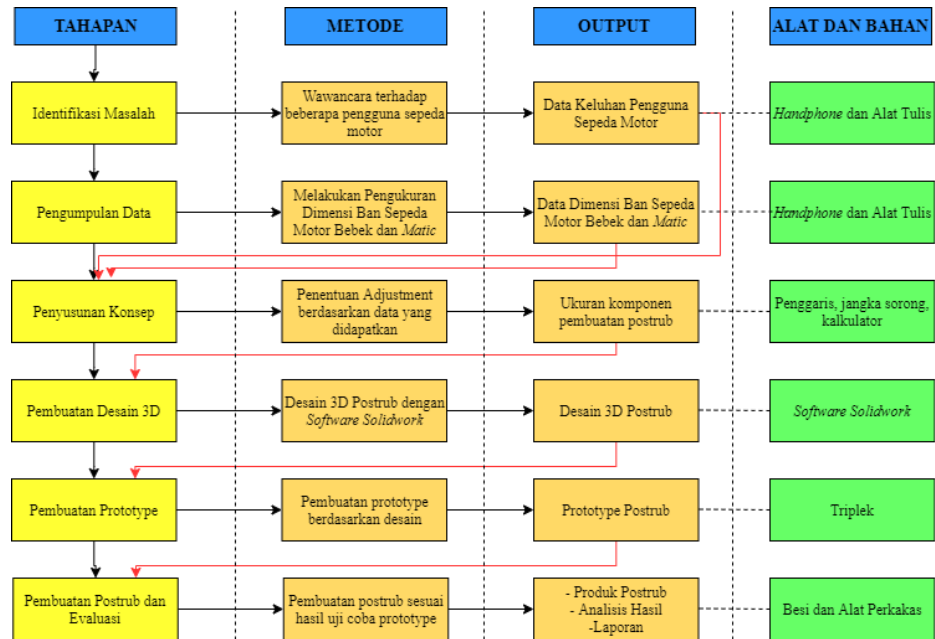 TAHAPAN
METODE
OUTPUT
ALAT DAN BAHAN
Identifikasi Masalah
Wawancara terhadap
beberapa pengguna sepeda
motor
Data Keluhan Pengguna
Sepeda Motor
Handphone dan Alat Tulis
Pengumpulan Data
Melakukan Pengukuran
Dimensi Ban Sepeda
Motor Bebek dan Matic
Data Dimensi Ban Sepeda
Motor Bebek dan Matic
Handphone dan Alat Tulis
Penyusunan Konsep
Penentuan Adjustment
berdasarkan data yang
didapatkan
Ukuran komponen
pembuatan postrub
Penggaris, jangka sorong,
kalkulator
Pembuatan Desain 3D
Desain 3D Postrub dengan
Software Solidwork
Desain 3D Postrub
Software Solidwork
Pembuatan Prototype
Pembuatan prototype
berdasarkan desain
Prototype Postrub
Triplek
Pembuatan Postrub dan
Evaluasi
Pembuatan postrub sesuai
hasil uji coba prototype
- Produk Postrub
- Analisis Hasil
-Laporan
Besi dan Alat Perkakas